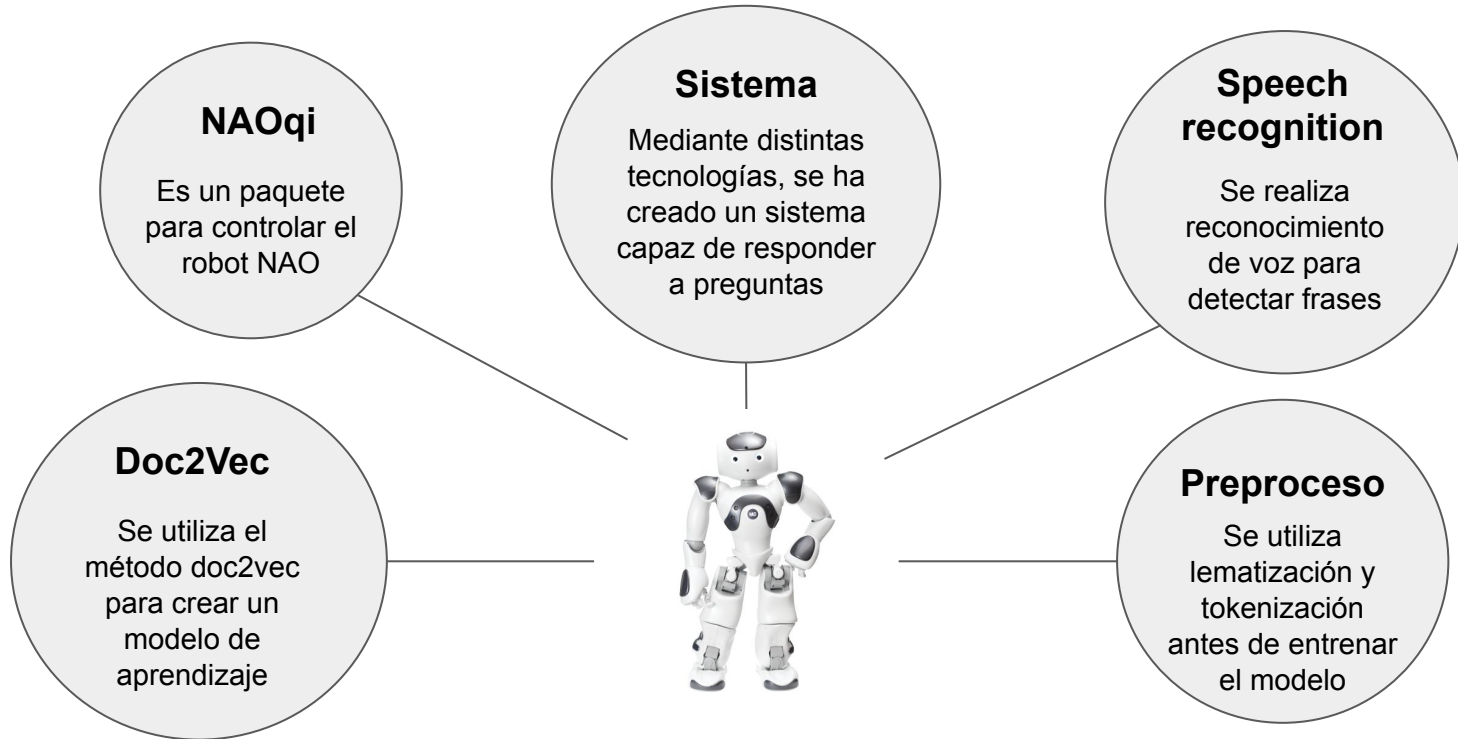 NAOqi
Es un paquete
para controlar el
robot NAO
Sistema
Mediante distintas
tecnologías, se ha
creado un sistema
capaz de responder
a preguntas
Speech
recognition
Se realiza
reconocimiento
de voz para
detectar frases
Doc2Vec
Se utiliza el
método doc2vec
para crear un
modelo de
aprendizaje
Preproceso
Se utiliza
lematización y
tokenización
antes de entrenar
el modelo